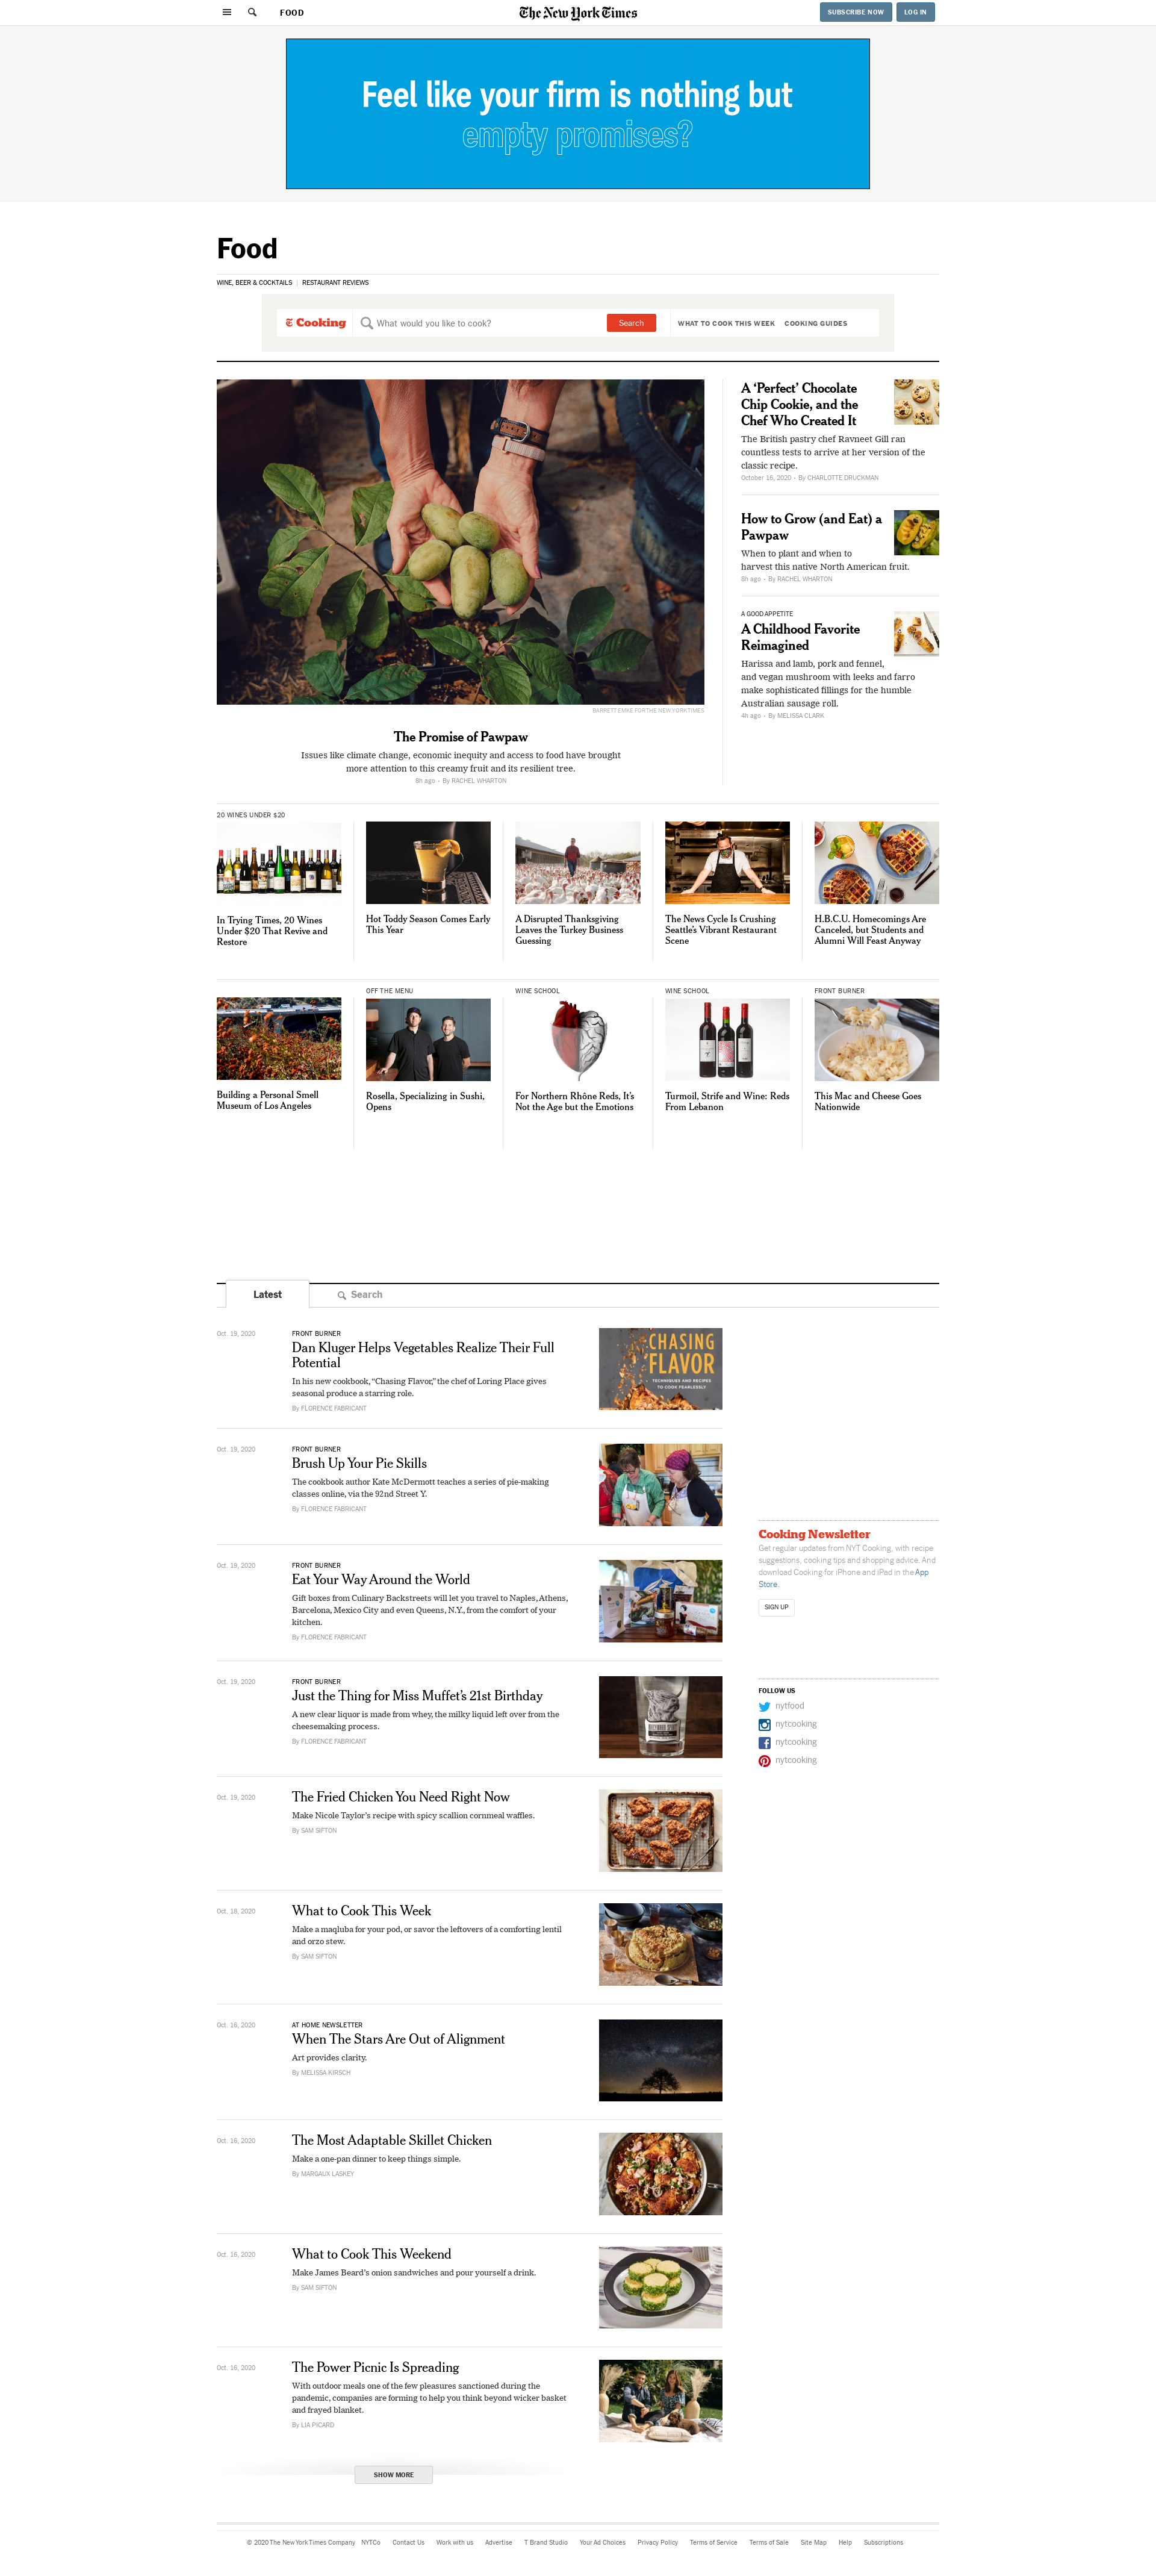 FOOD
The New York Times
SUBSCRIBE NOW
LOG IN
Feel like your firm is nothing but
empty promises?
Food
WINE, BEER & COCKTAILS | RESTAURANT REVIEWS
Cooking
What would you like to cook?
Search
WHAT TO COOK THIS WEEK
COOKING GUIDES
BARRETT EMKE FOR THE NEW YORK TIMES
The Promise of Pawpaw
Issues like climate change, economic inequity and access to food have brought
more attention to this creamy fruit and its resilient tree.
8h ago • By RACHEL WHARTON
A ‘Perfect’ Chocolate
Chip Cookie, and the
Chef Who Created It
The British pastry chef Ravneet Gill ran
countless tests to arrive at her version of the
classic recipe.
October 16, 2020 • By CHARLOTTE DRUCKMAN
How to Grow (and Eat) a
Pawpaw
When to plant and when to
harvest this native North American fruit.
8h ago • By RACHEL WHARTON
A GOOD APPETITE
A Childhood Favorite
Reimagined
Harissa and lamb, pork and fennel,
and vegan mushroom with leeks and farro
make sophisticated fillings for the humble
Australian sausage roll.
4h ago • By MELISSA CLARK
20 WINES UNDER $20
In Trying Times, 20 Wines
Under $20 That Revive and
Restore
Hot Toddy Season Comes Early
This Year
A Disrupted Thanksgiving
Leaves the Turkey Business
Guessing
The News Cycle Is Crushing
Seattle’s Vibrant Restaurant
Scene
H.B.C.U. Homecomings Are
Canceled, but Students and
Alumni Will Feast Anyway
Building a Personal Smell
Museum of Los Angeles
OFF THE MENU
Rosella, Specializing in Sushi,
Opens
WINE SCHOOL
For Northern Rhône Reds, It’s
Not the Age but the Emotions
WINE SCHOOL
Turmoil, Strife and Wine: Reds
From Lebanon
FRONT BURNER
This Mac and Cheese Goes
Nationwide
Latest
Search
Oct. 19, 2020
FRONT BURNER
Dan Kluger Helps Vegetables Realize Their Full
Potential
In his new cookbook, “Chasing Flavor,” the chef of Loring Place gives
seasonal produce a starring role.
By FLORENCE FABRICANT
CHASING
FLAVOR
TECHNIQUES AND RECIPES
TO COOK FEARLESSLY
Oct. 19, 2020
FRONT BURNER
Brush Up Your Pie Skills
The cookbook author Kate McDermott teaches a series of pie-making
classes online, via the 92nd Street Y.
By FLORENCE FABRICANT
Oct. 19, 2020
FRONT BURNER
Eat Your Way Around the World
Gift boxes from Culinary Backstreets will let you travel to Naples, Athens,
Barcelona, Mexico City and even Queens, N.Y., from the comfort of your
kitchen.
By FLORENCE FABRICANT
Oct. 19, 2020
FRONT BURNER
Just the Thing for Miss Muffet’s 21st Birthday
A new clear liquor is made from whey, the milky liquid left over from the
cheesemaking process.
By FLORENCE FABRICANT
Oct. 19, 2020
The Fried Chicken You Need Right Now
Make Nicole Taylor’s recipe with spicy scallion cornmeal waffles.
By SAM SIFTON
Oct. 18, 2020
What to Cook This Week
Make a maqluba for your pod, or savor the leftovers of a comforting lentil
and orzo stew.
By SAM SIFTON
Oct. 16, 2020
AT HOME NEWSLETTER
When The Stars Are Out of Alignment
Art provides clarity.
By MELISSA KIRSCH
Oct. 16, 2020
The Most Adaptable Skillet Chicken
Make a one-pan dinner to keep things simple.
By MARGAUX LASKEY
Oct. 16, 2020
What to Cook This Weekend
Make James Beard’s onion sandwiches and pour yourself a drink.
By SAM SIFTON
Oct. 16, 2020
The Power Picnic Is Spreading
With outdoor meals one of the few pleasures sanctioned during the
pandemic, companies are forming to help you think beyond wicker basket
and frayed blanket.
By LIA PICARD
SHOW MORE
Cooking Newsletter
Get regular updates from NYT Cooking, with recipe
suggestions, cooking tips and shopping advice. And
download Cooking for iPhone and iPad in the App
Store.
SIGN UP
FOLLOW US
nytfood
nytcooking
nytcooking
nytcooking
© 2020 The New York Times Company NYTCo Contact Us Work with us Advertise T Brand Studio Your Ad Choices Privacy Policy Terms of Service Terms of Sale Site Map Help Subscriptions